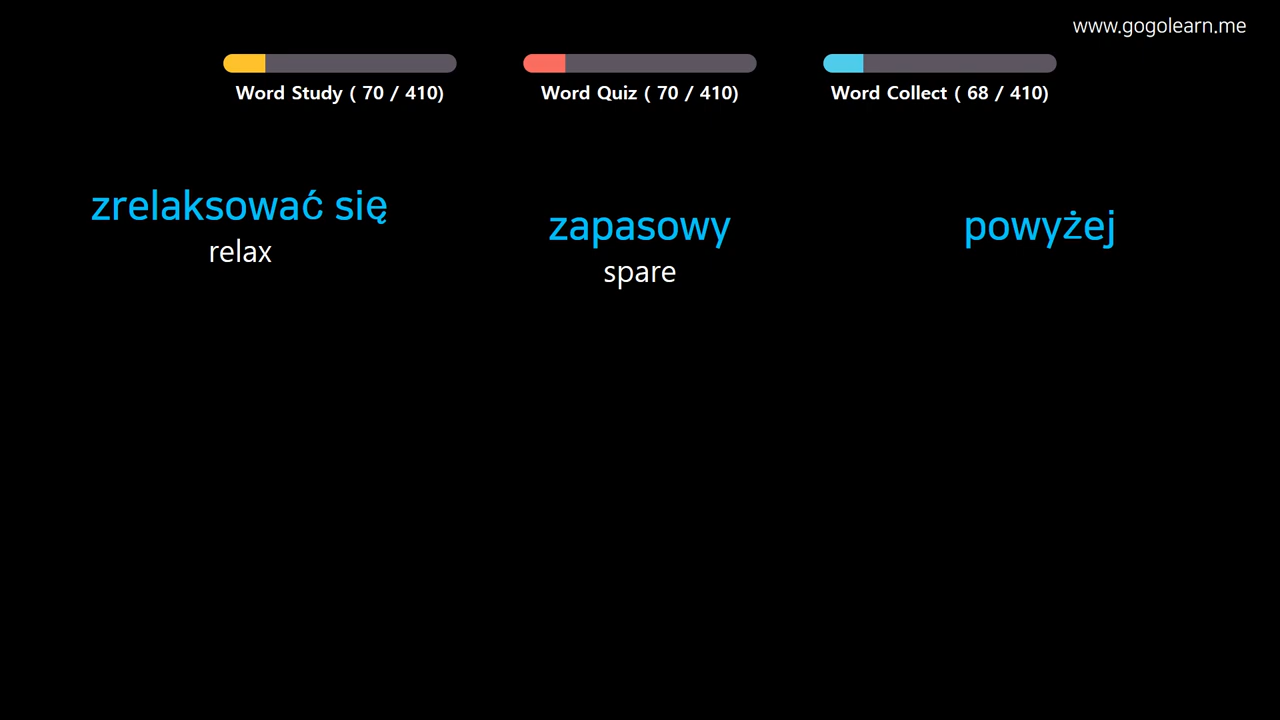 www.gogolearn.me
Word Study ( 70 / 410)
Word Quiz ( 70 / 410)
Word Collect ( 68 / 410)
zrelaksować się
relax
zapasowy
spare
powyżej